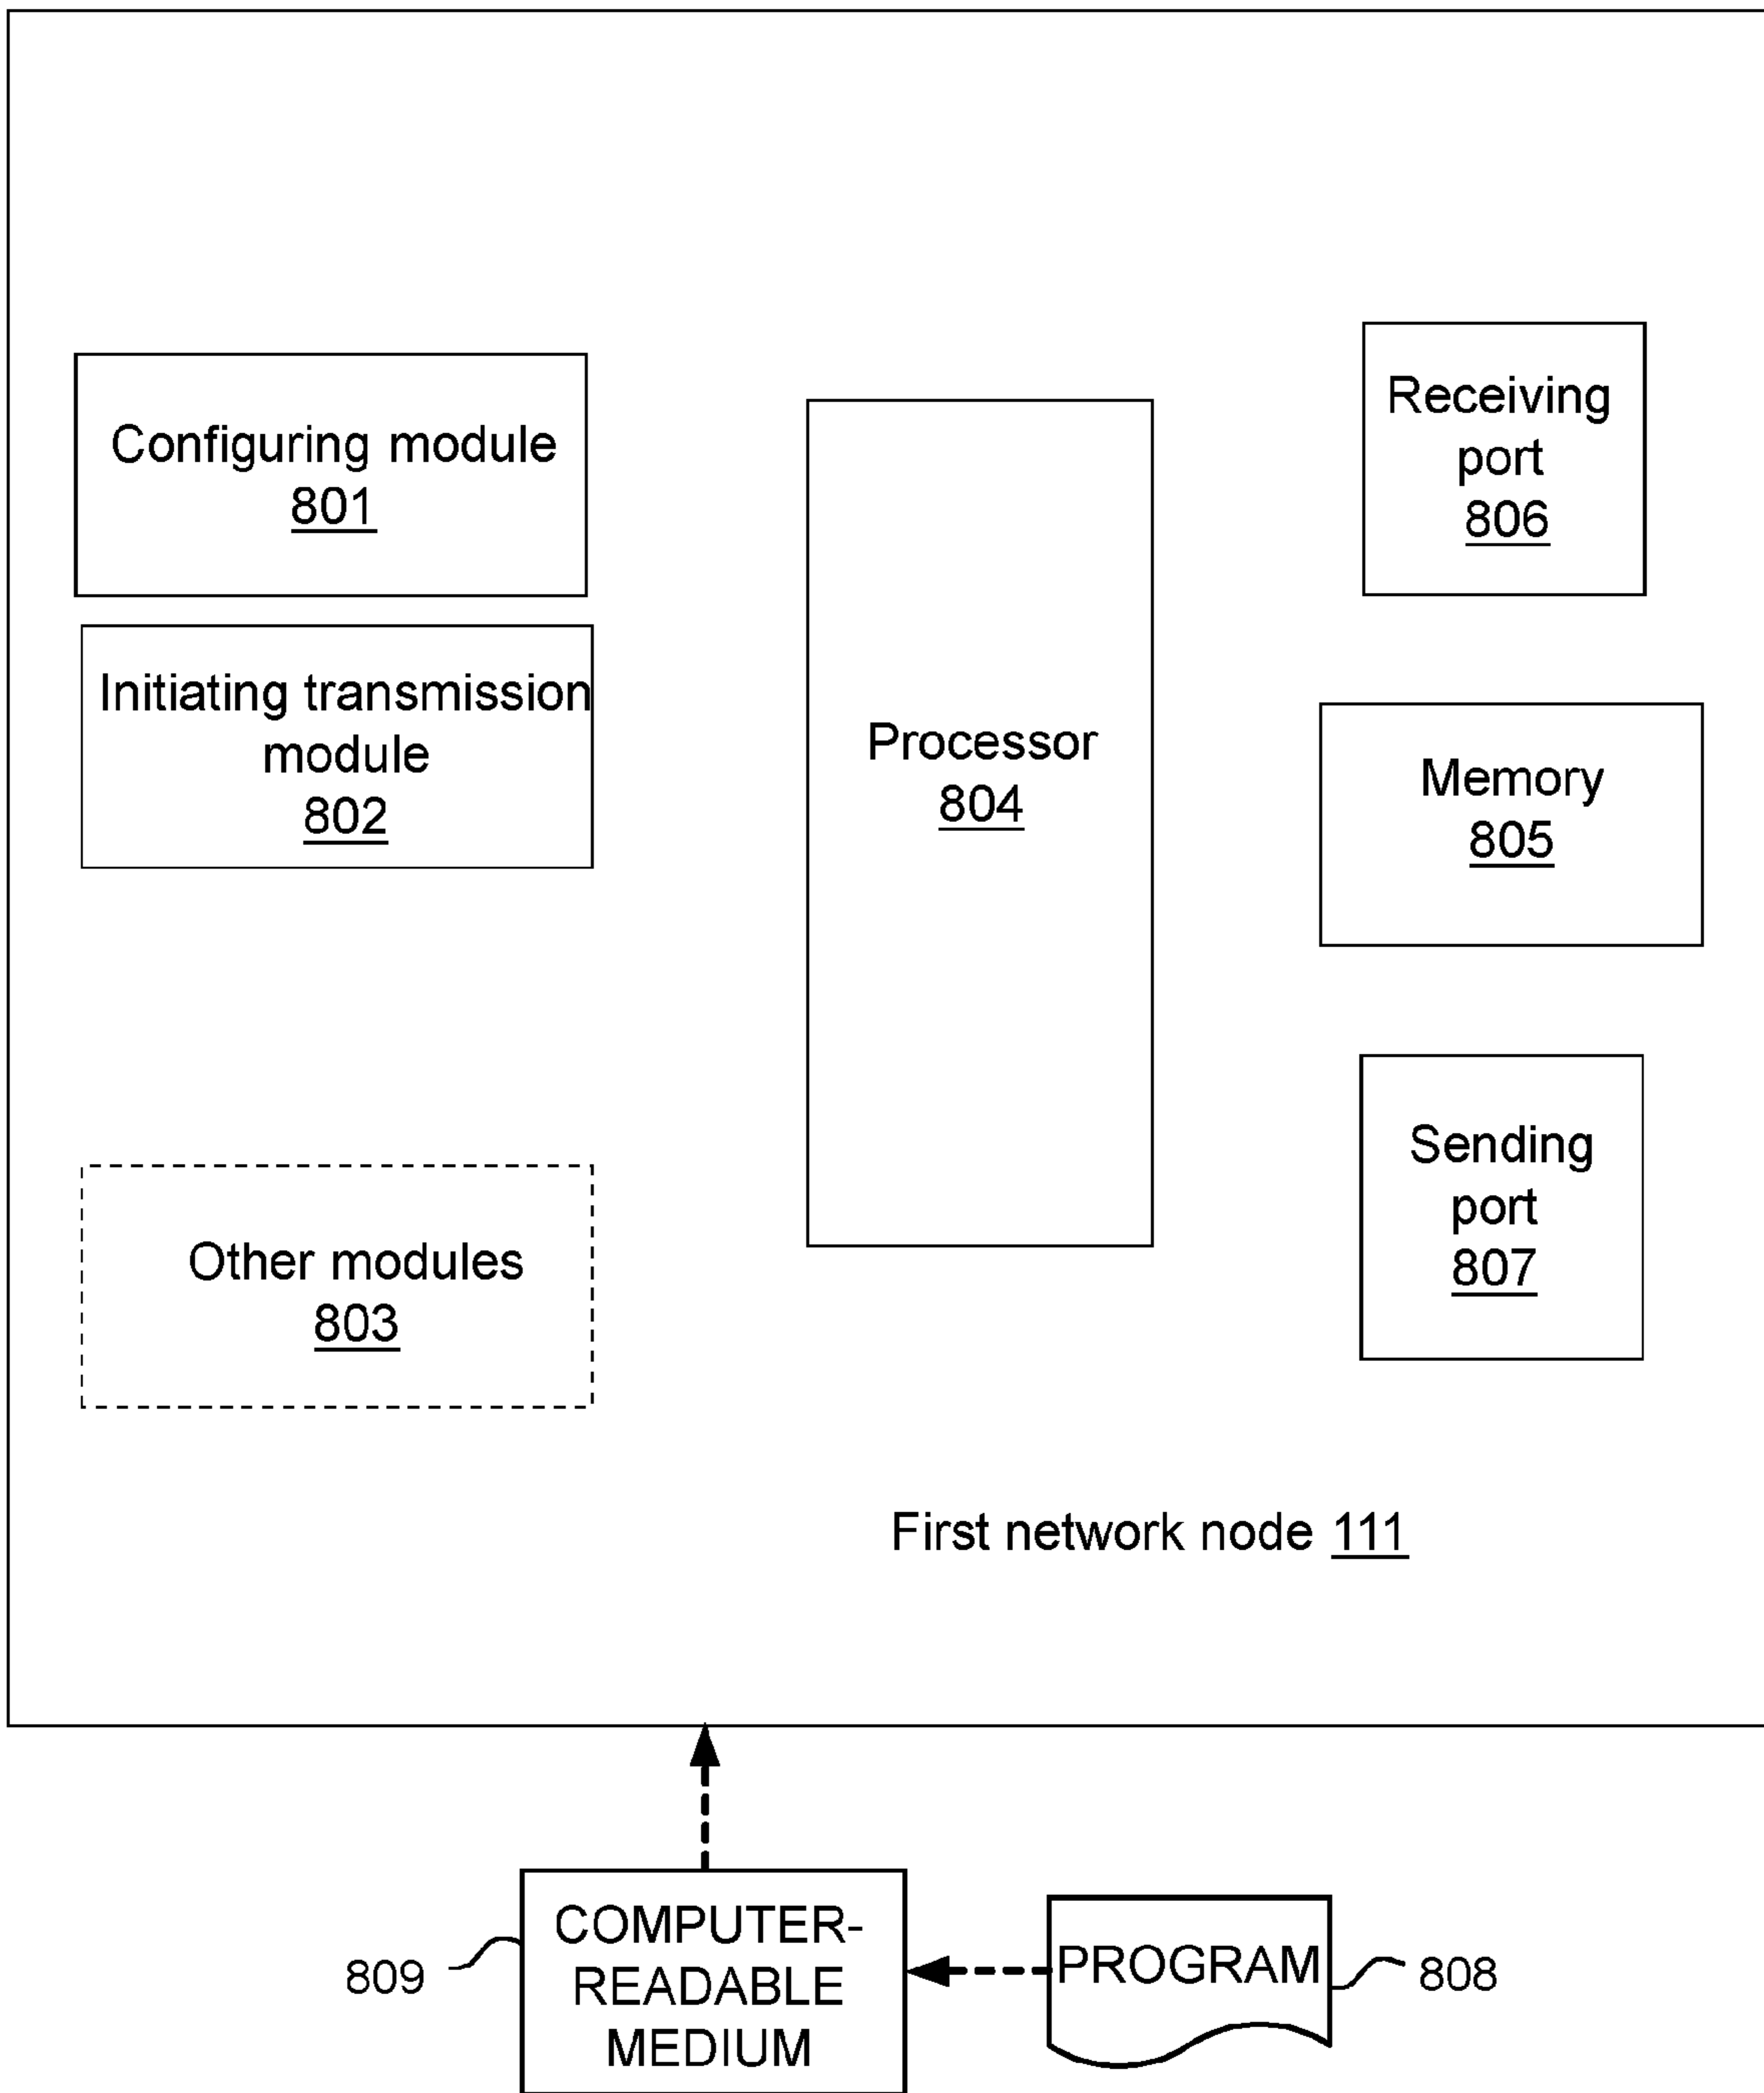 Configuring module
801
Initiating transmission
module
802
Other modules
803
Processor
804
Receiving
port
806
Memory
805
Sending
port
807
First network node 111
COMPUTER-
READABLE
MEDIUM
809
PROGRAM
808